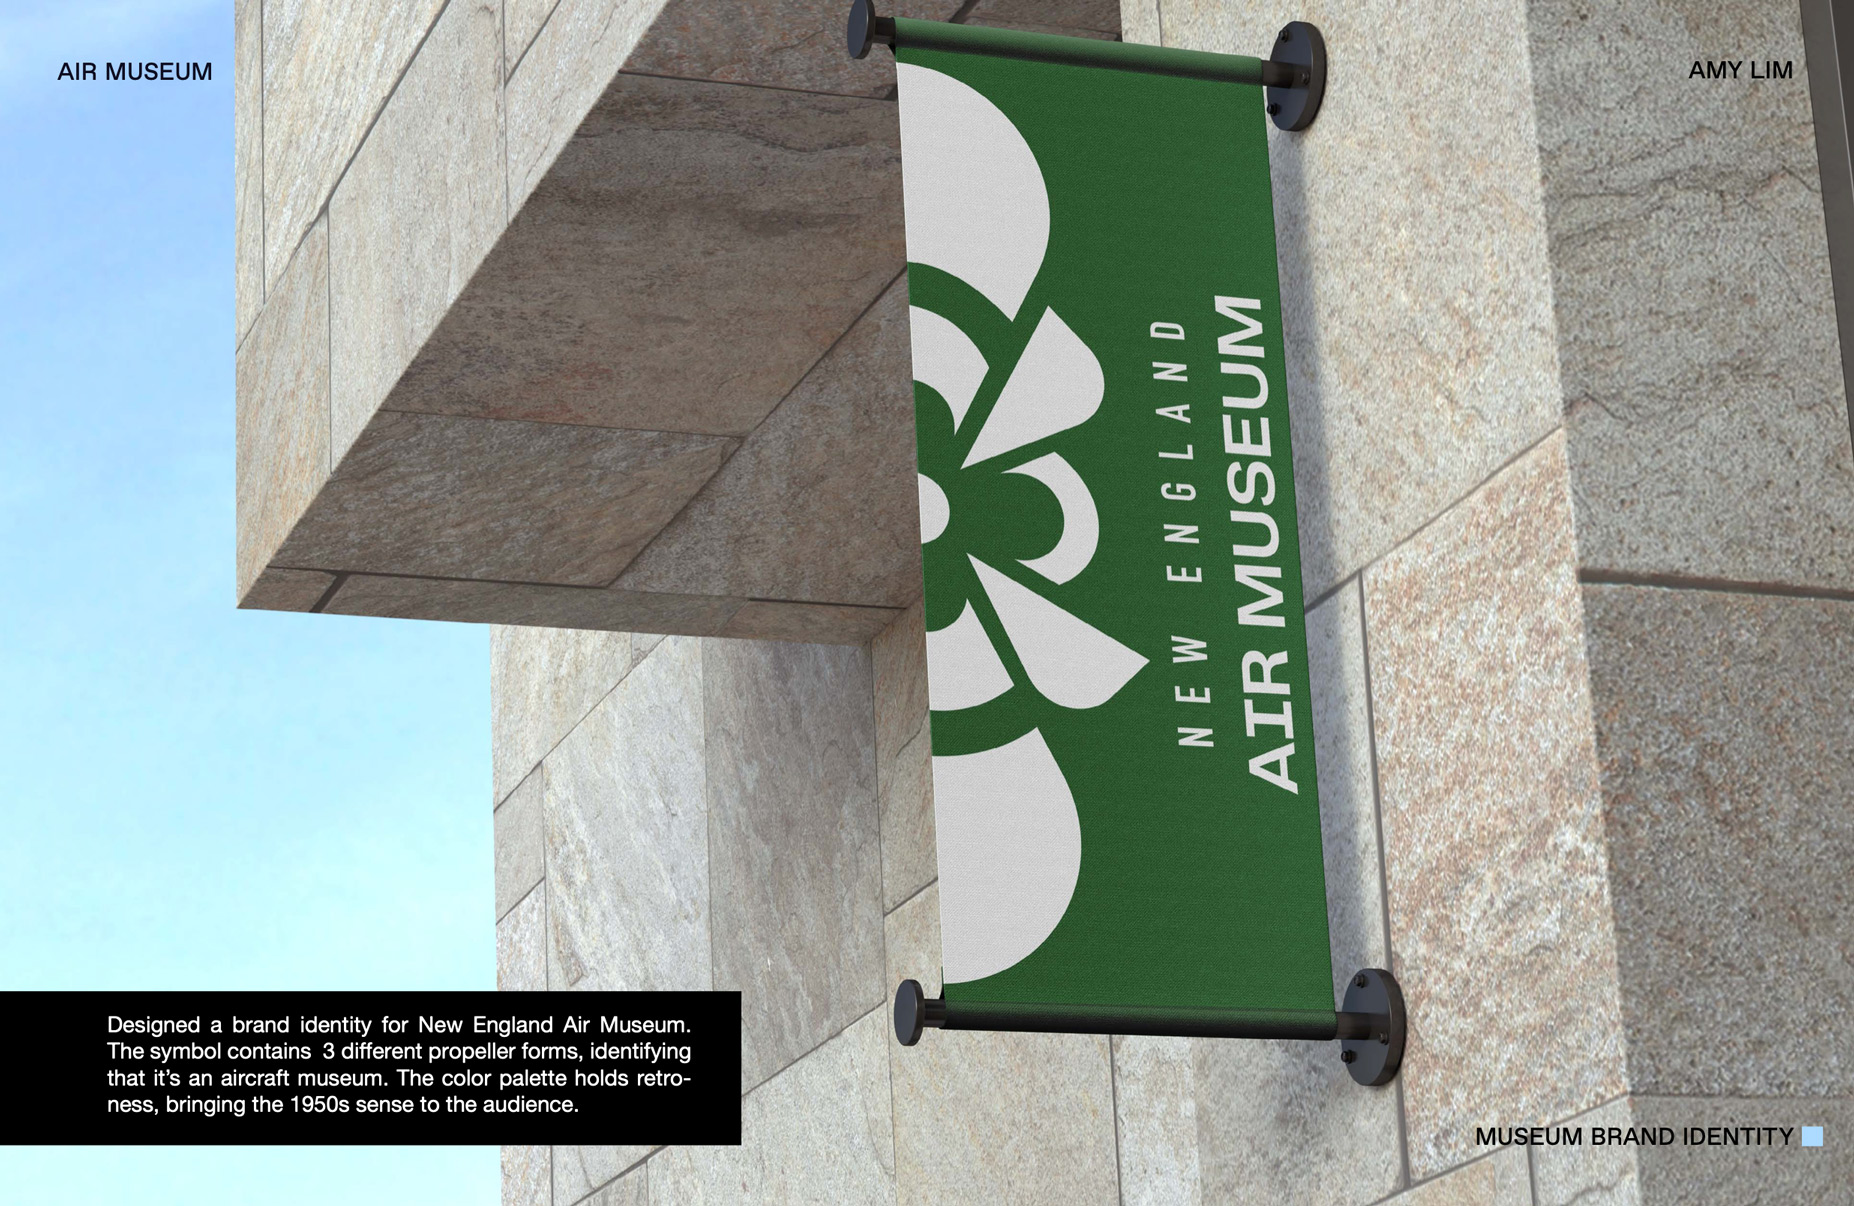 AIR MUSEUM
AMY LIM
NEW ENGLAND
AIR MUSEUM
Designed a brand identity for New England Air Museum.
The symbol contains  3 different propeller forms, identifying
that it’s an aircraft museum. The color palette holds retro-
ness, bringing the 1950s sense to the audience.
MUSEUM BRAND IDENTITY